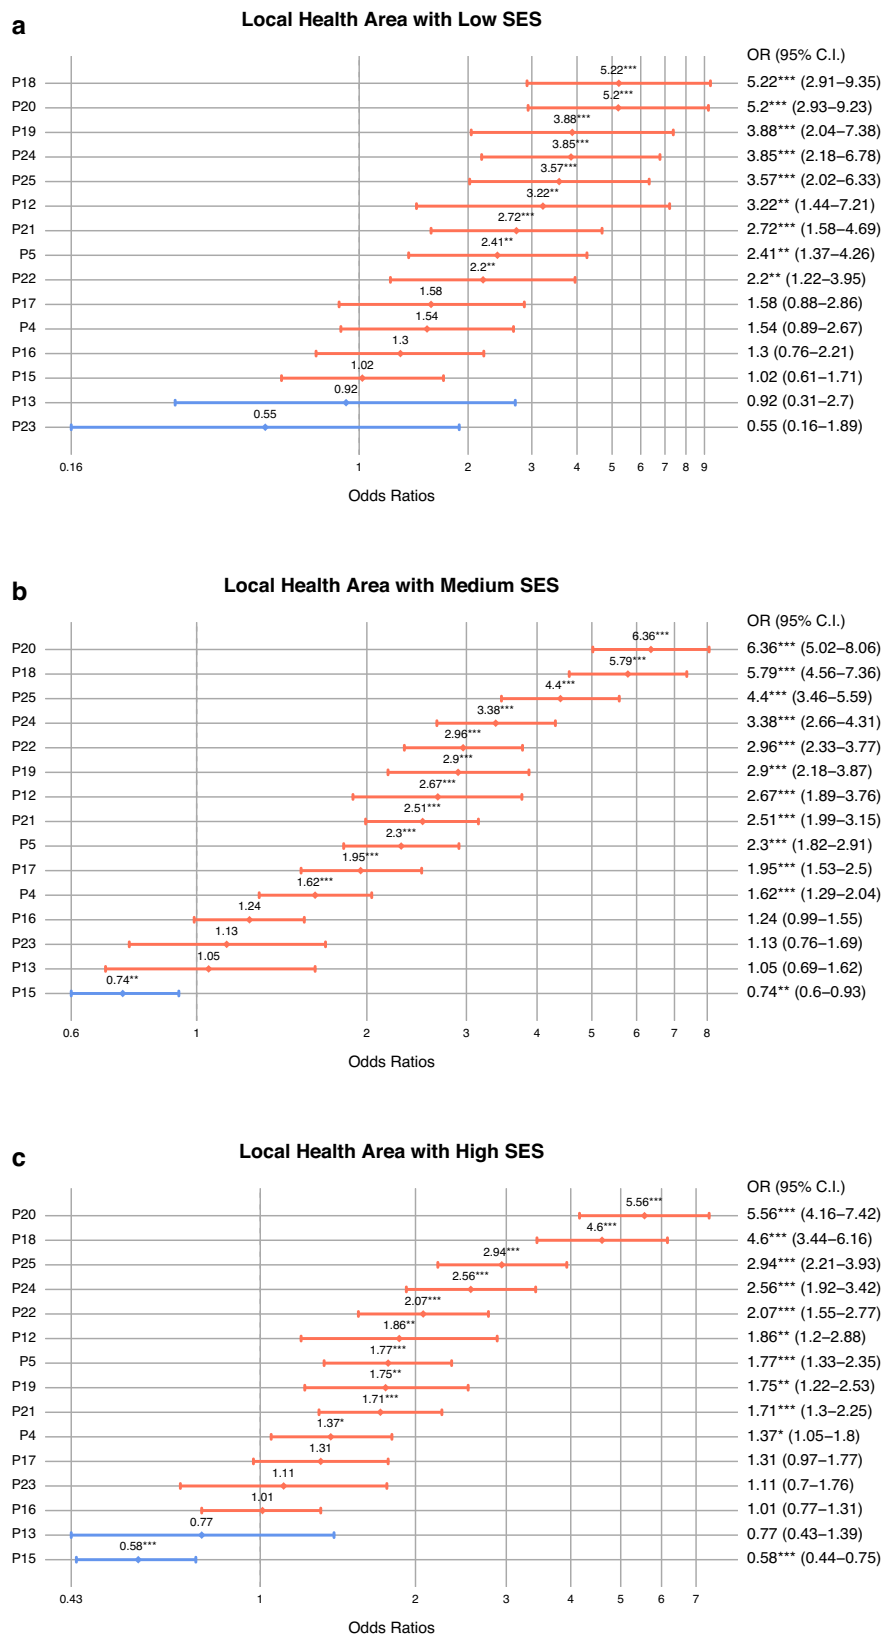 a
Local Health Area with Low SES
OR (95% C.I.)
P18 5.22*** 5.22*** (2.91–9.35)
P20 5.2*** 5.2*** (2.93–9.23)
P19 3.88*** 3.88*** (2.04–7.38)
P24 3.85*** 3.85*** (2.18–6.78)
P25 3.57*** 3.57*** (2.02–6.33)
P12 3.22** 3.22** (1.44–7.21)
P21 2.72*** 2.72*** (1.58–4.69)
P5 2.41** 2.41** (1.37–4.26)
P22 2.2** 2.2** (1.22–3.95)
P17 1.58 1.58 (0.88–2.86)
P4 1.54 1.54 (0.89–2.67)
P16 1.3 1.3 (0.76–2.21)
P15 1.02 1.02 (0.61–1.71)
P13 0.92 0.92 (0.31–2.7)
P23 0.55 0.55 (0.16–1.89)
0.16 1 2 3 4 5 6 7 8 9
Odds Ratios
b
Local Health Area with Medium SES
OR (95% C.I.)
P20 6.36*** 6.36*** (5.02–8.06)
P18 5.79*** 5.79*** (4.56–7.36)
P25 4.4*** 4.4*** (3.46–5.59)
P24 3.38*** 3.38*** (2.66–4.31)
P22 2.96*** 2.96*** (2.33–3.77)
P19 2.9*** 2.9*** (2.18–3.87)
P12 2.67*** 2.67*** (1.89–3.76)
P21 2.51*** 2.51*** (1.99–3.15)
P5 2.3*** 2.3*** (1.82–2.91)
P17 1.95*** 1.95*** (1.53–2.5)
P4 1.62*** 1.62*** (1.29–2.04)
P16 1.24 1.24 (0.99–1.55)
P23 1.13 1.13 (0.76–1.69)
P13 1.05 1.05 (0.69–1.62)
P15 0.74** 0.74** (0.6–0.93)
0.6 1 2 3 4 5 6 7 8
Odds Ratios
c
Local Health Area with High SES
OR (95% C.I.)
P20 5.56*** 5.56*** (4.16–7.42)
P18 4.6*** 4.6*** (3.44–6.16)
P25 2.94*** 2.94*** (2.21–3.93)
P24 2.56*** 2.56*** (1.92–3.42)
P22 2.07*** 2.07*** (1.55–2.77)
P12 1.86** 1.86** (1.2–2.88)
P5 1.77*** 1.77*** (1.33–2.35)
P19 1.75** 1.75** (1.22–2.53)
P21 1.71*** 1.71*** (1.3–2.25)
P4 1.37* 1.37* (1.05–1.8)
P17 1.31 1.31 (0.97–1.77)
P23 1.11 1.11 (0.7–1.76)
P16 1.01 1.01 (0.77–1.31)
P13 0.77 0.77 (0.43–1.39)
P15 0.58*** 0.58*** (0.44–0.75)
0.43 1 2 3 4 5 6 7
Odds Ratios